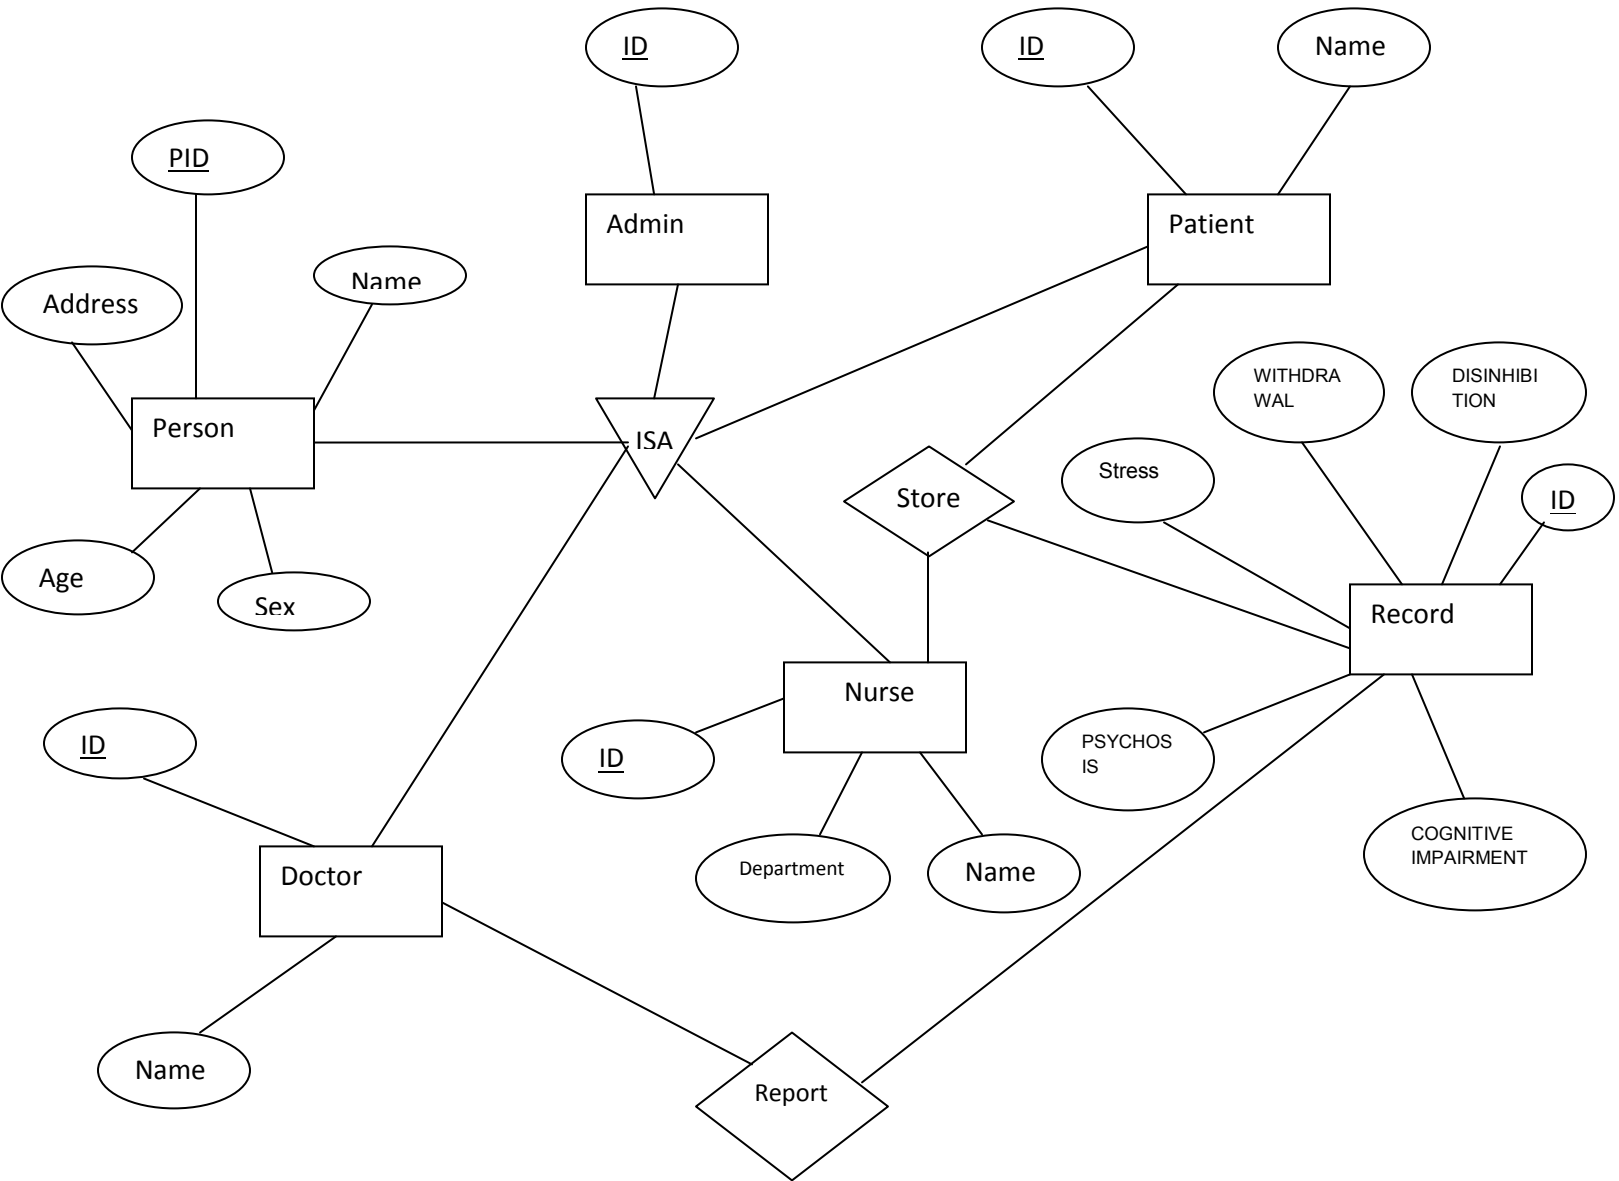 ID
ID
Name
PID
Admin
Patient
Name
Address
WITHDRA
WAL
DISINHIBI
TION
Person
ISA
Stress
Store
ID
Age
Sex
Record
Nurse
ID
ID
PSYCHOS
IS
COGNITIVE
IMPAIRMENT
Department
Name
Doctor
Name
Report